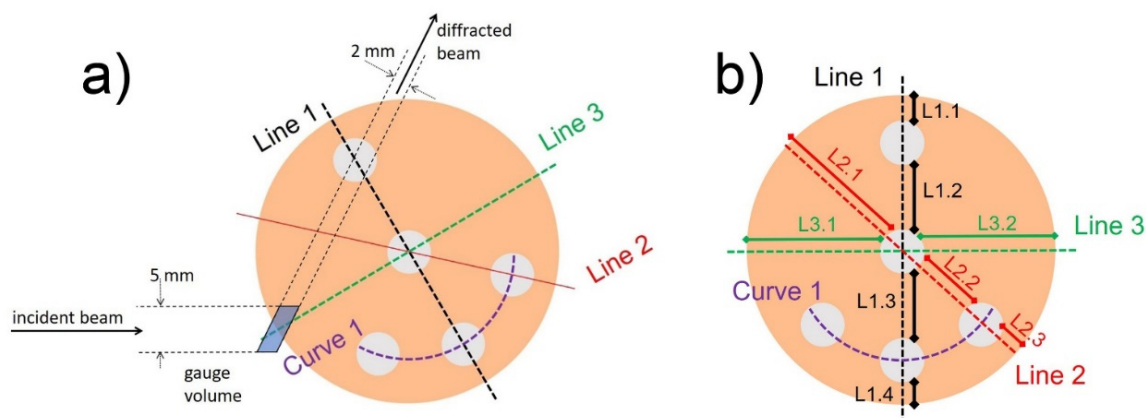 a)
2 mm
diffracted
beam
Line 1
Line 3
Line 2
5 mm
incident beam
gauge
volume
Curve 1
b)
Line 1
L1.1
L2.1
L1.2
L3.1
L3.2
Line 3
L2.2
Curve 1
L1.3
L2.3
L1.4
Line 2